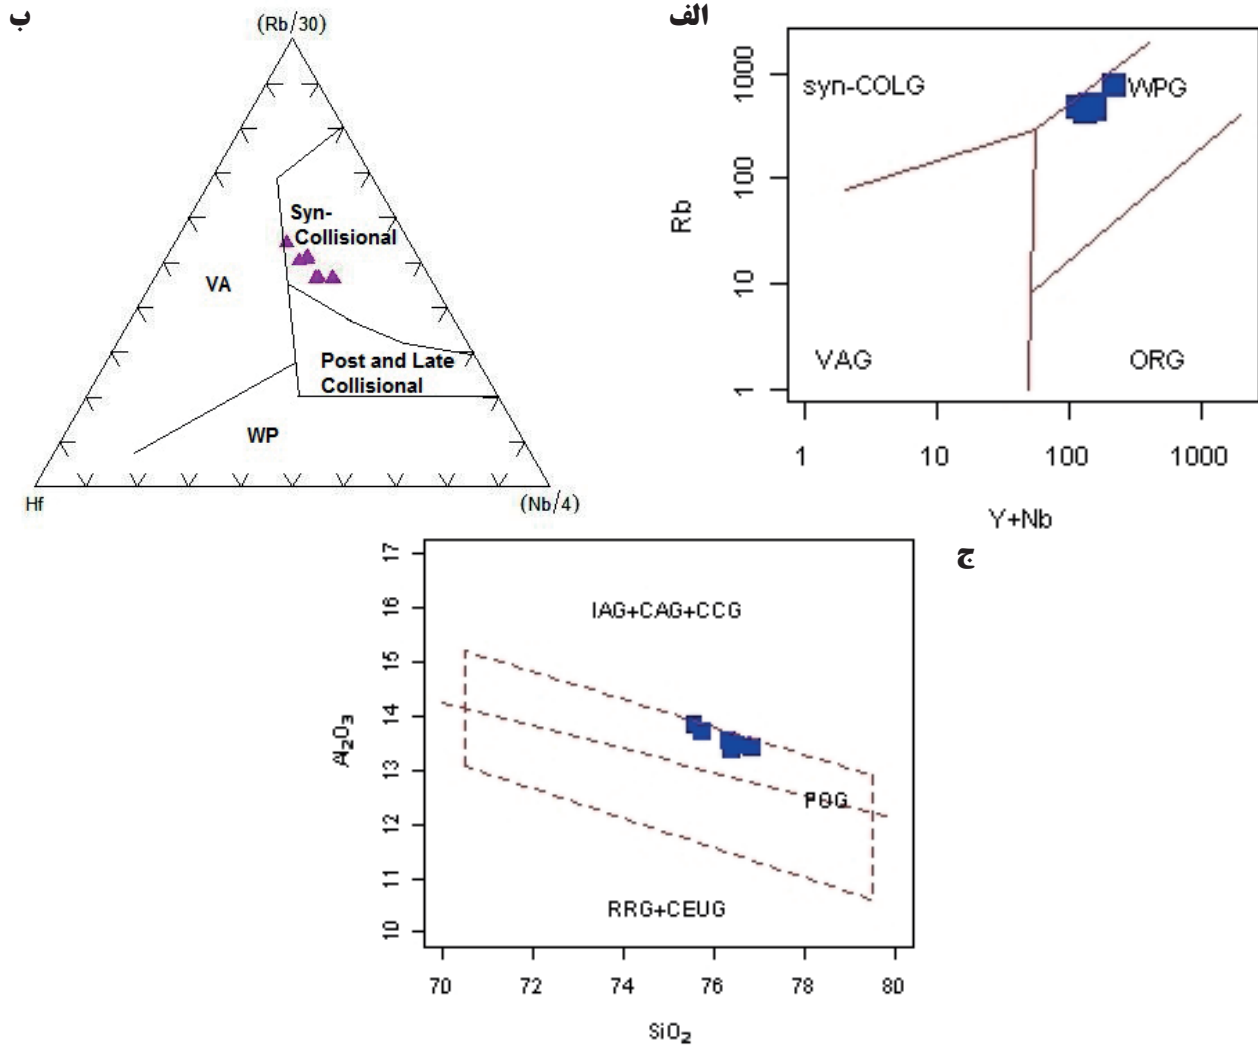 ب
(Rb/30)
Syn-
Collisional
VA
Post and Late
Collisional
WP
Hf
(Nb/4)
الف
1000
100
10
1
Rb
syn-COLG
WPG
VAG
ORG
1
10
100
1000
Y+Nb
ج
17
16
15
14
13
12
11
10
Al₂O₃
IAG+CAG+CCG
POG
RRG+CEUG
70
72
74
76
78
80
SiO₂